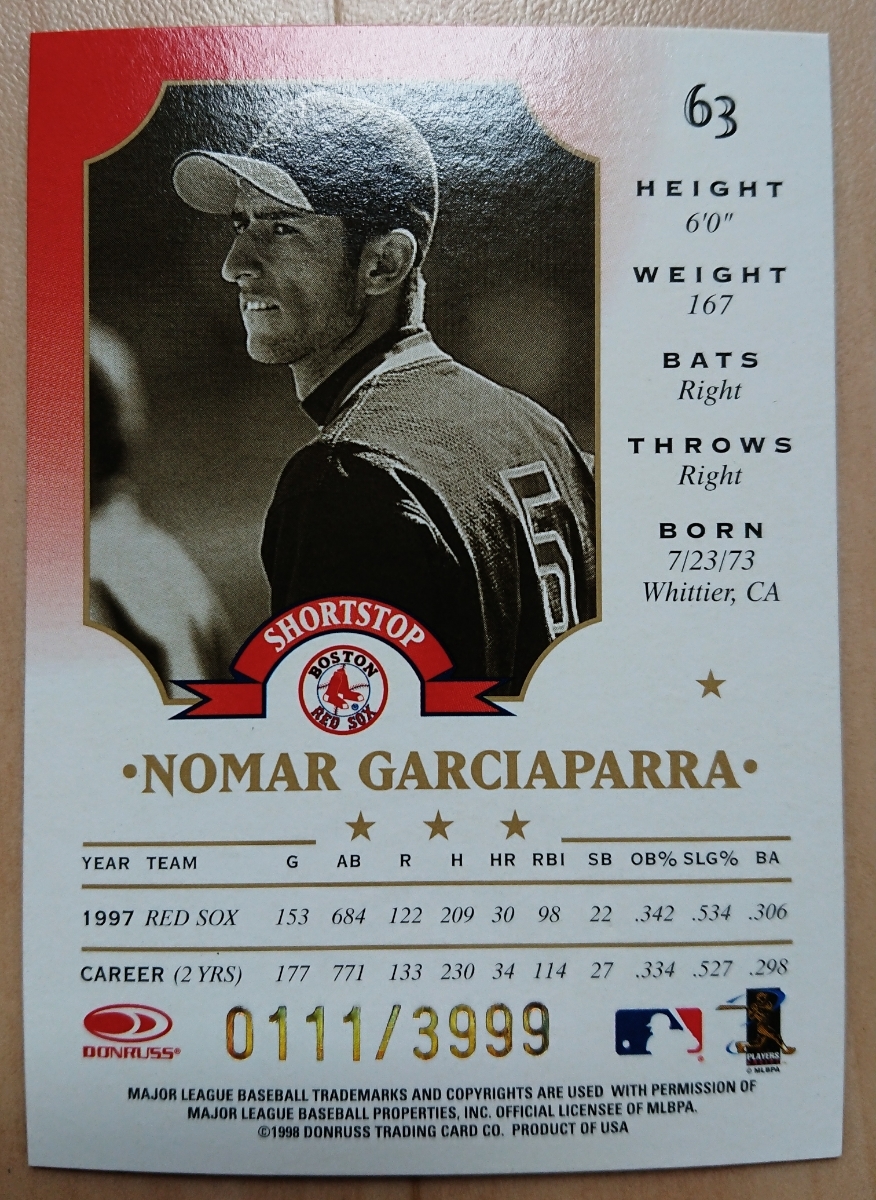 63
HEIGHT
6'0"
WEIGHT
167
BATS
Right
THROWS
Right
BORN
7/23/73
Whittier, CA
5
SHORTSTOP
BOSTON
RED SOX
®
•NOMAR GARCIAPARRA•
YEAR TEAM G AB R H HR RBI SB OB% SLG% BA
1997 RED SOX 153 684 122 209 30 98 22 .342 .534 .306
CAREER (2 YRS) 177 771 133 230 34 114 27 .334 .527 .298
DONRUSS®
0111/3999
PLAYERS
© MLBPA
MAJOR LEAGUE BASEBALL TRADEMARKS AND COPYRIGHTS ARE USED WITH PERMISSION OF
MAJOR LEAGUE BASEBALL PROPERTIES, INC. OFFICIAL LICENSEE OF MLBPA.
©1998 DONRUSS TRADING CARD CO. PRODUCT OF USA